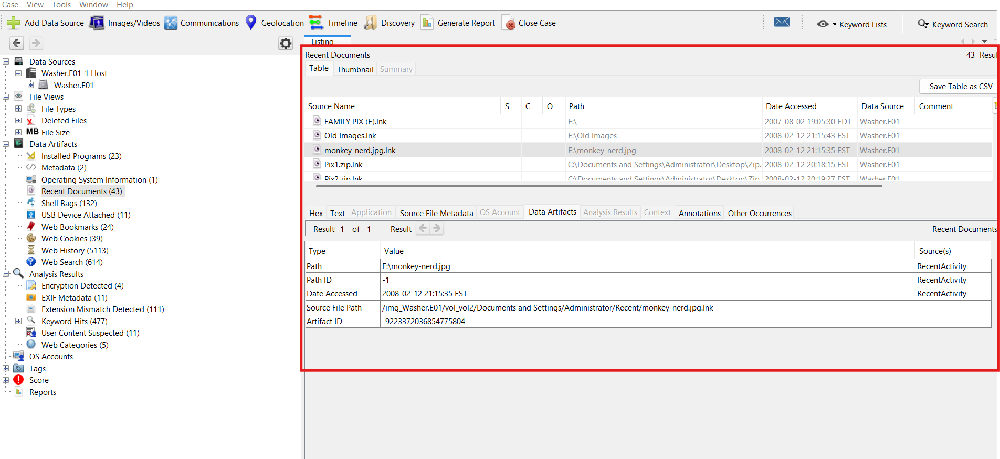 Case View Tools Window Help
Add Data Source Images/Videos Communications Geolocation Timeline Discovery Generate Report Close Case Keyword Lists Keyword Search
Listing
Data Sources
Washer.E01_1 Host
Washer.E01
File Views
File Types
Deleted Files
MB File Size
Data Artifacts
Installed Programs (23)
Metadata (2)
Operating System Information (1)
Recent Documents (43)
Shell Bags (132)
USB Device Attached (11)
Web Bookmarks (24)
Web Cookies (39)
Web History (5113)
Web Search (614)
Analysis Results
Encryption Detected (4)
EXIF Metadata (11)
Extension Mismatch Detected (111)
Keyword Hits (477)
User Content Suspected (11)
Web Categories (5)
OS Accounts
Tags
Score
Reports
Recent Documents 43 Resul
Table Thumbnail Summary
Save Table as CSV
Source Name S C O Path Date Accessed Data Source Comment
FAMILY PIX (E).lnk E:\ 2007-08-02 19:05:30 EDT Washer.E01
Old Images.lnk E:\Old Images 2008-02-12 21:15:43 EST Washer.E01
monkey-nerd.jpg.lnk E:\monkey-nerd.jpg 2008-02-12 21:15:35 EST Washer.E01
Pix1.zip.lnk C:\Documents and Settings\Administrator\Desktop\Zip... 2008-02-12 20:18:15 EST Washer.E01
Pix2.zip.lnk C:\Documents and Settings\Administrator\Desktop\Zip 2008-02-12 20:19:27 EST Washer.E01
Hex Text Application Source File Metadata OS Account Data Artifacts Analysis Results Context Annotations Other Occurrences
Result: 1 of 1 Result Recent Documents
Type Value Source(s)
Path E:\monkey-nerd.jpg RecentActivity
Path ID -1 RecentActivity
Date Accessed 2008-02-12 21:15:35 EST RecentActivity
Source File Path /img_Washer.E01/vol_vol2/Documents and Settings/Administrator/Recent/monkey-nerd.jpg.lnk
Artifact ID -9223372036854775804